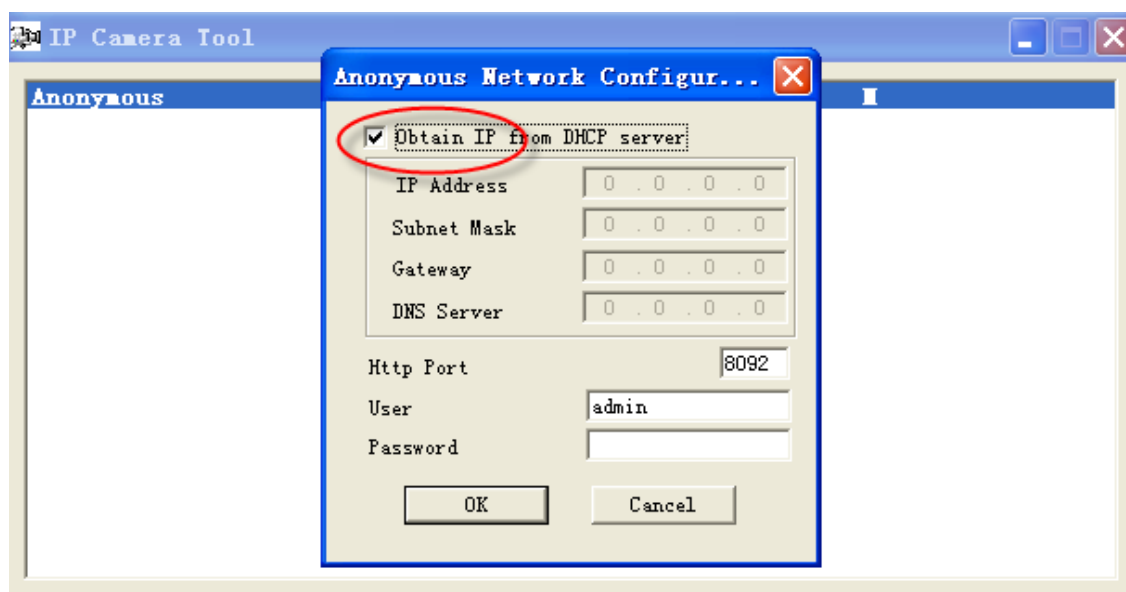 IP Camera Tool
Anonymous Network Configur...
Anonymous
Obtain IP from DHCP server
IP Address 0 . 0 . 0 . 0
Subnet Mask 0 . 0 . 0 . 0
Gateway 0 . 0 . 0 . 0
DNS Server 0 . 0 . 0 . 0
Http Port 8092
User admin
Password
OK Cancel